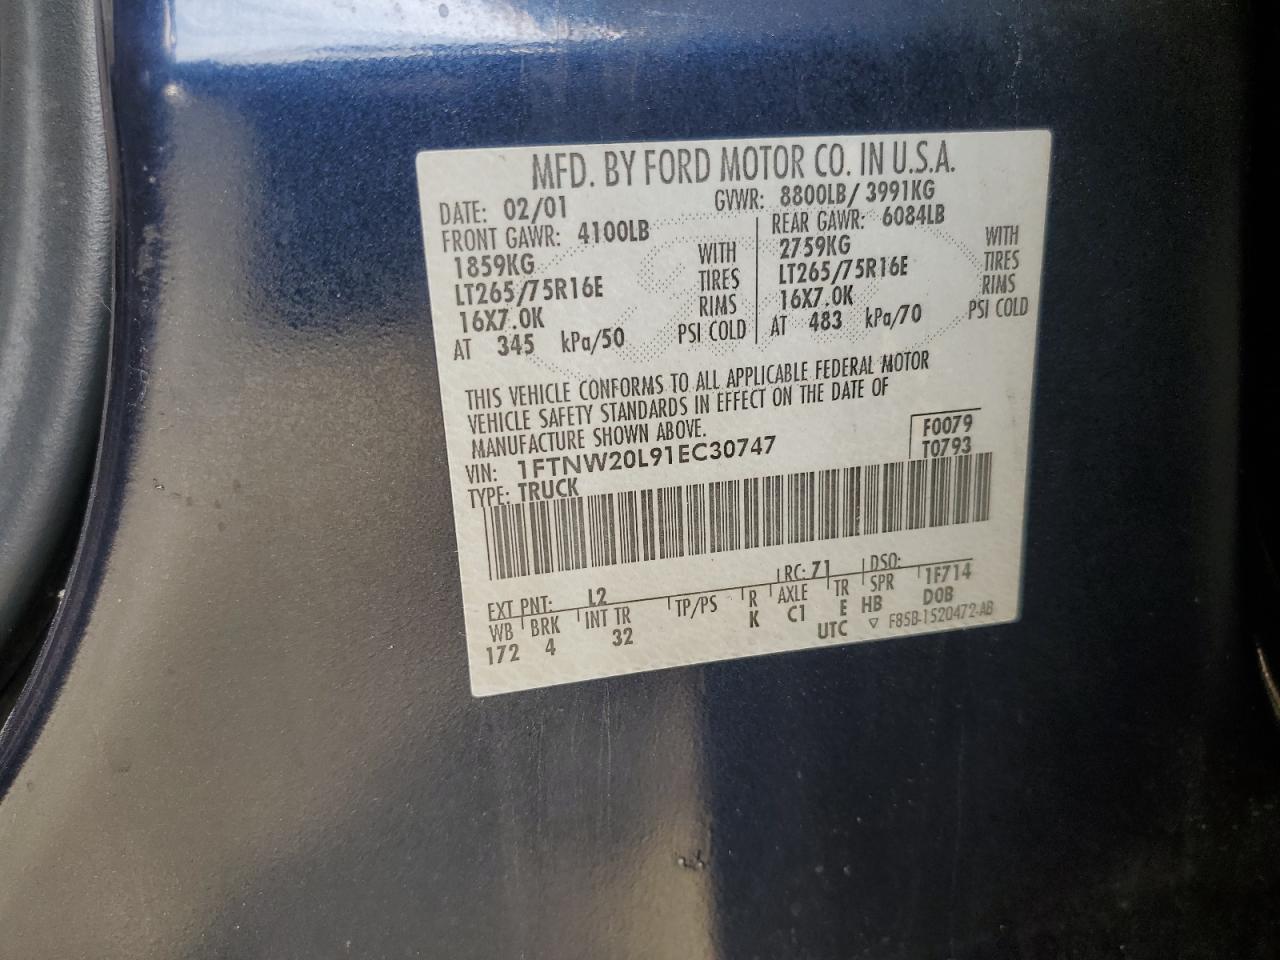 MFD. BY FORD MOTOR CO. IN U.S.A.
DATE: 02/01 GVWR: 8800LB/ 3991KG
FRONT GAWR: 4100LB REAR GAWR: 6084LB
1859KG WITH 2759KG WITH
LT265/75R16E TIRES LT265/75R16E TIRES
16X7.0K RIMS 16X7.0K RIMS
AT 345 kPa/50 PSI COLD AT 483 kPa/70 PSI COLD
THIS VEHICLE CONFORMS TO ALL APPLICABLE FEDERAL MOTOR
VEHICLE SAFETY STANDARDS IN EFFECT ON THE DATE OF
MANUFACTURE SHOWN ABOVE.
VIN: 1FTNW20L91EC30747 F0079
TYPE: TRUCK T0793
EXT PNT: L2 RC: 71 DSO:
WB BRK INT TR TP/PS R AXLE TR SPR 1F714
172 4 32 K C1 E HB DOB
UTC ▽ F85B-1520472-AB